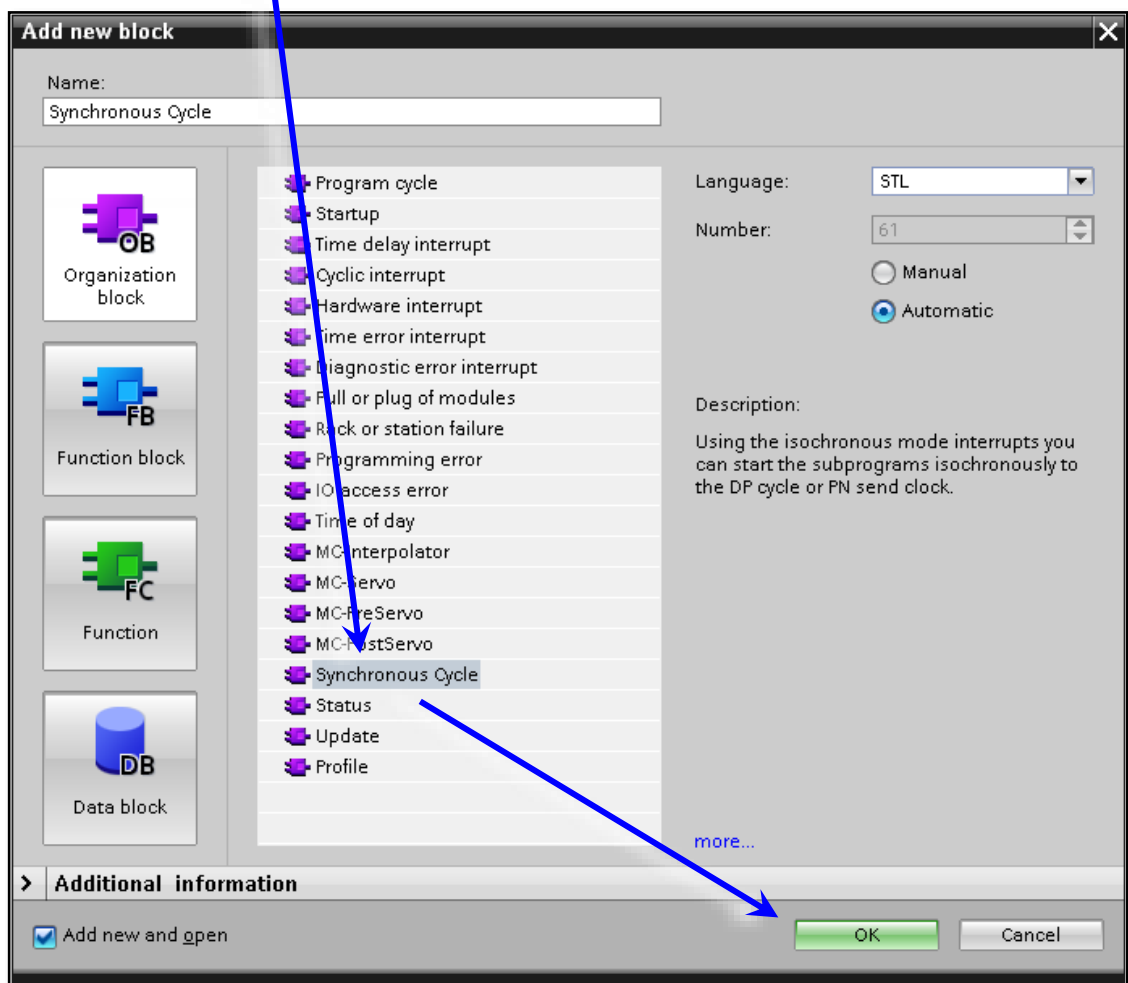 Add new block
Name:
Synchronous Cycle
OB
Organization
block
FB
Function block
FC
Function
DB
Data block
Program cycle
Startup
Time delay interrupt
Cyclic interrupt
Hardware interrupt
Time error interrupt
Diagnostic error interrupt
Pull or plug of modules
Rack or station failure
Programming error
IO access error
Time of day
MC-Interpolator
MC-Servo
MC-PreServo
MC-PostServo
Synchronous Cycle
Status
Update
Profile
Language:
STL
Number:
61
Manual
Automatic
Description:
Using the isochronous mode interrupts you
can start the subprograms isochronously to
the DP cycle or PN send clock.
more...
> Additional information
Add new and open
OK
Cancel